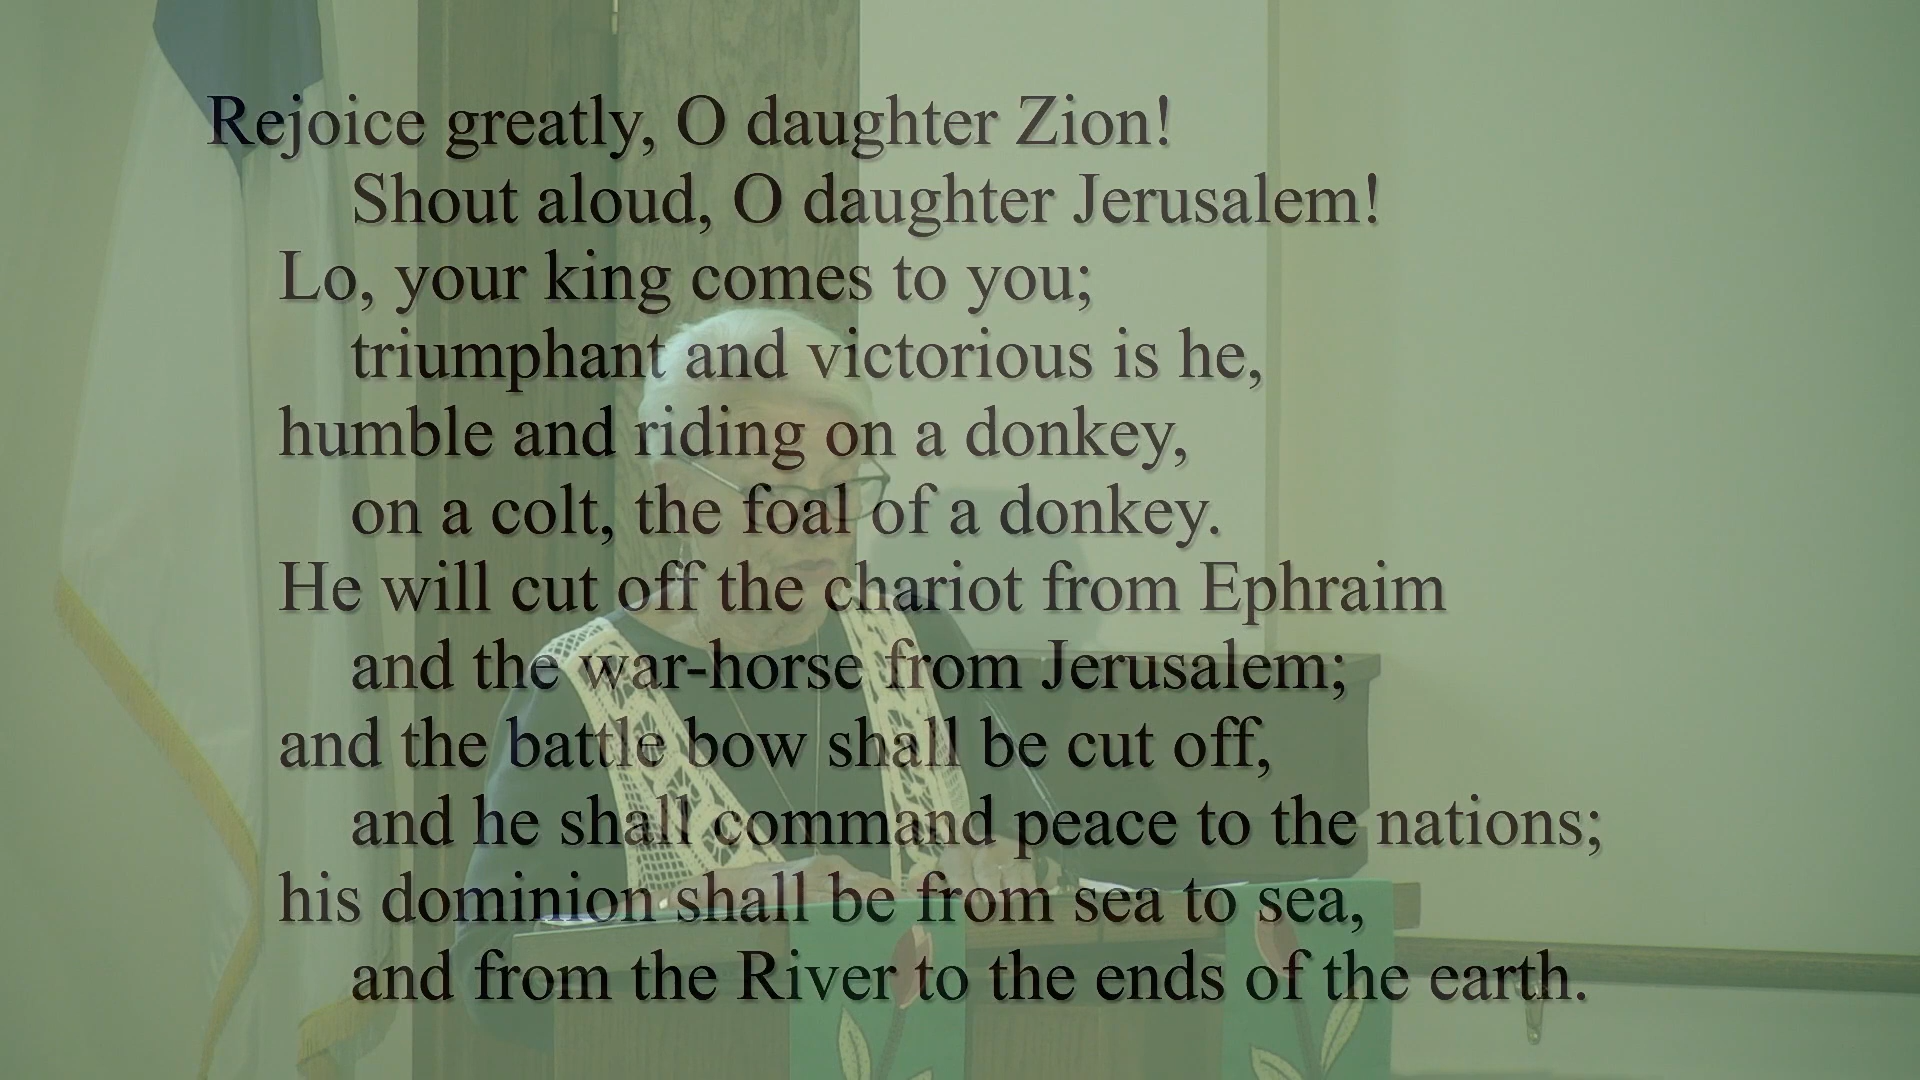 Rejoice greatly, O daughter Zion!
Shout aloud, O daughter Jerusalem!
Lo, your king comes to you;
triumphant and victorious is he,
humble and riding on a donkey,
on a colt, the foal of a donkey.
He will cut off the chariot from Ephraim
and the war-horse from Jerusalem;
and the battle bow shall be cut off,
and he shall command peace to the nations;
his dominion shall be from sea to sea,
and from the River to the ends of the earth.